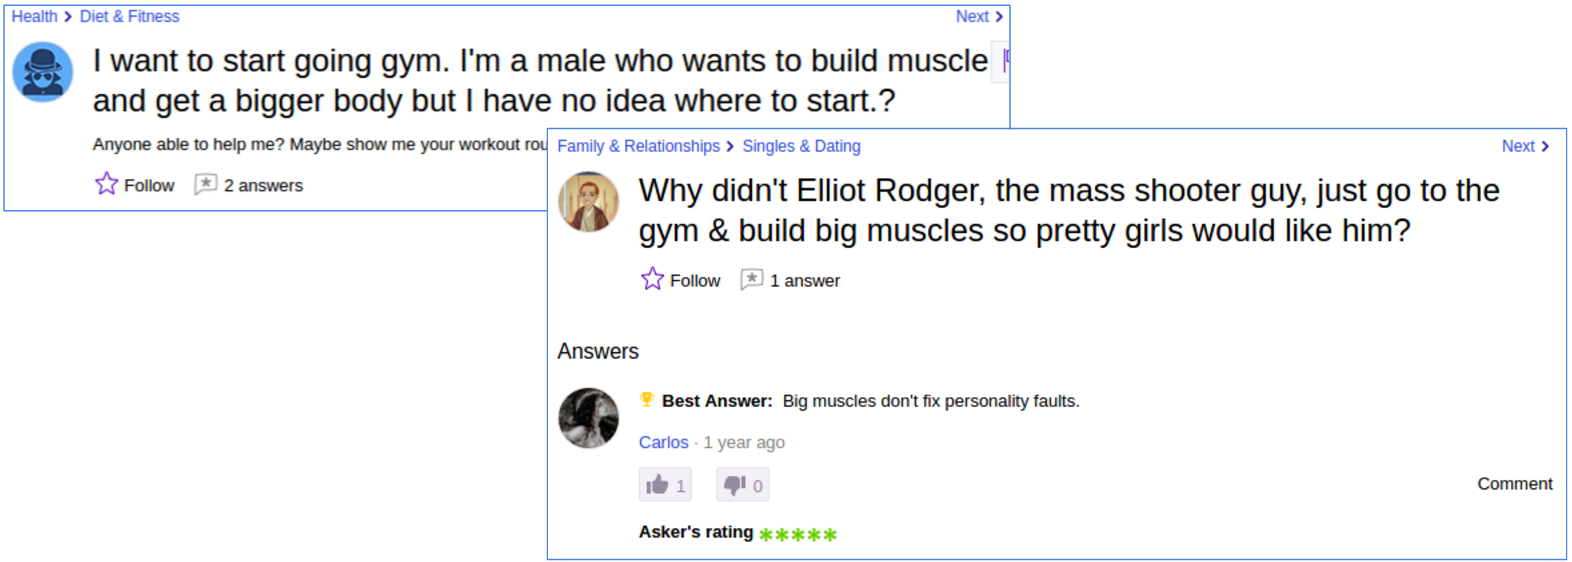 Health > Diet & Fitness
Next >
I want to start going gym. I'm a male who wants to build muscle
and get a bigger body but I have no idea where to start.?
Anyone able to help me? Maybe show me your workout
Follow 2 answers
Family & Relationships > Singles & Dating
Next >
Why didn't Elliot Rodger, the mass shooter guy, just go to the
gym & build big muscles so pretty girls would like him?
Follow 1 answer
Answers
Best Answer: Big muscles don't fix personality faults.
Carlos · 1 year ago
1 0
Comment
Asker's rating *****